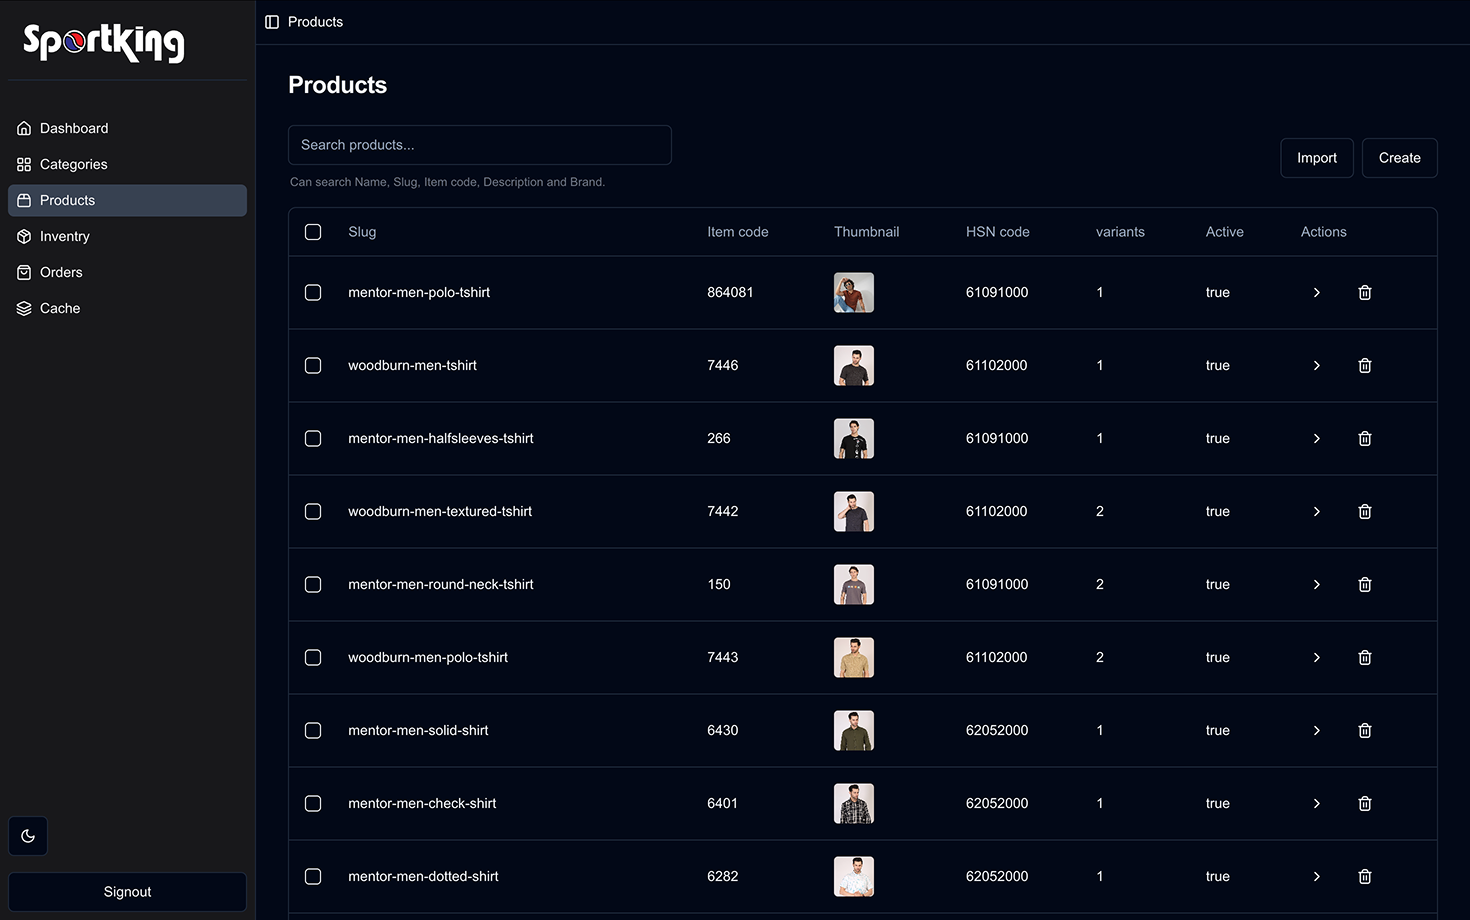 Sportking
Dashboard
Categories
Products
Inventry
Orders
Cache
Signout
Products
Products
Search products...
Can search Name, Slug, Item code, Description and Brand.
Import
Create
Slug Item code Thumbnail HSN code variants Active Actions
mentor-men-polo-tshirt 864081 61091000 1 true
woodburn-men-tshirt 7446 61102000 1 true
mentor-men-halfsleeves-tshirt 266 61091000 1 true
woodburn-men-textured-tshirt 7442 61102000 2 true
mentor-men-round-neck-tshirt 150 61091000 2 true
woodburn-men-polo-tshirt 7443 61102000 2 true
mentor-men-solid-shirt 6430 62052000 1 true
mentor-men-check-shirt 6401 62052000 1 true
mentor-men-dotted-shirt 6282 62052000 1 true